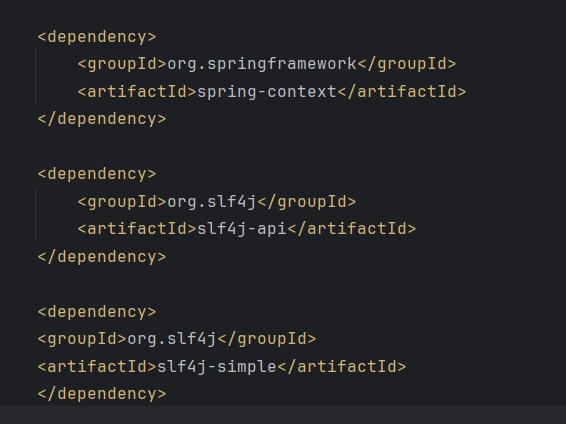 <dependency>
    <groupId>org.springframework</groupId>
    <artifactId>spring-context</artifactId>
</dependency>

<dependency>
    <groupId>org.slf4j</groupId>
    <artifactId>slf4j-api</artifactId>
</dependency>

<dependency>
<groupId>org.slf4j</groupId>
<artifactId>slf4j-simple</artifactId>
</dependency>